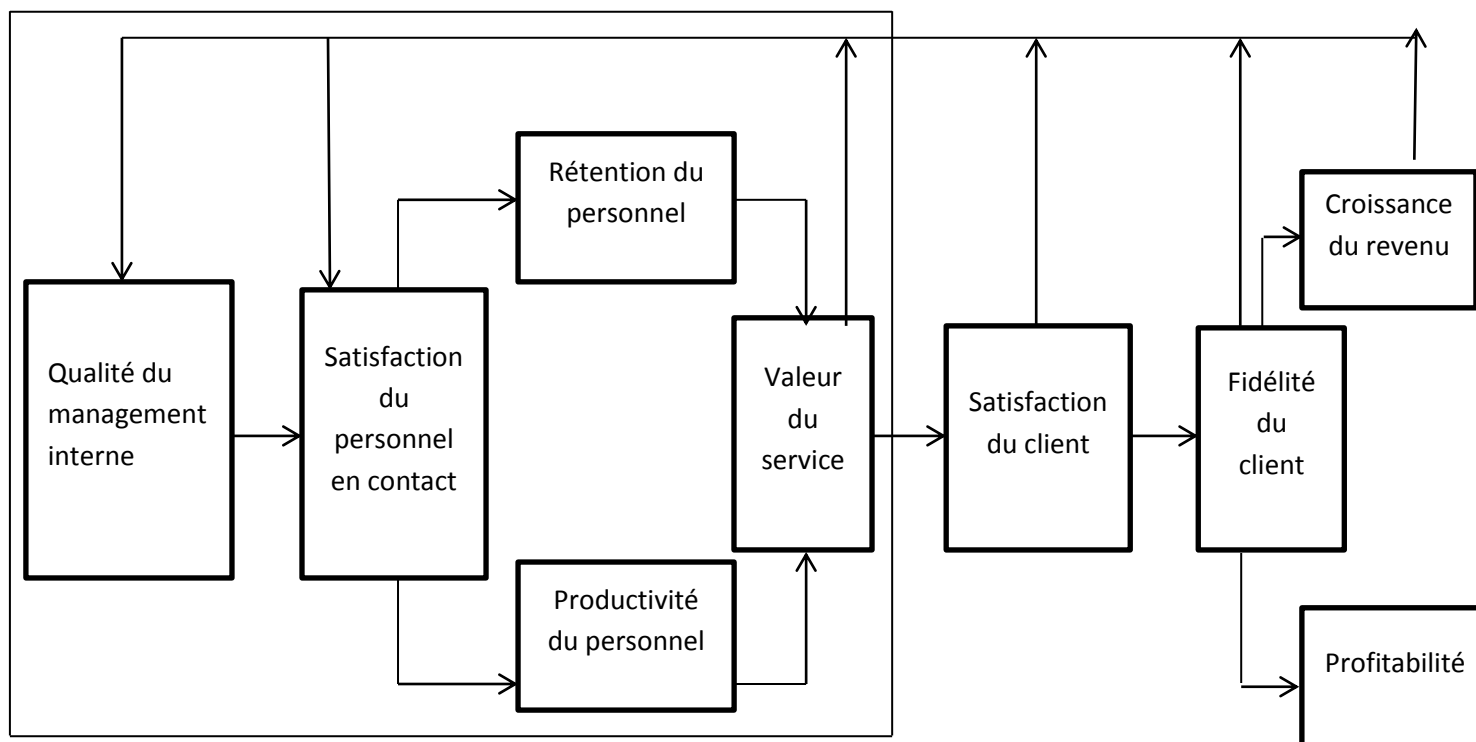 Rétention du
personnel
Croissance
du revenu
Qualité du
management
interne
Satisfaction
du
personnel
en contact
Valeur
du
service
Satisfaction
du client
Fidélité
du
client
Productivité
du personnel
Profitabilité